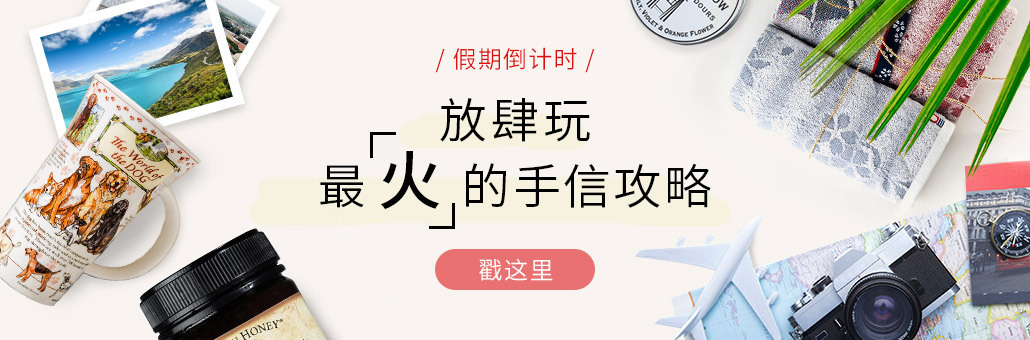 / 假期倒计时 /
放肆玩
最「火」的手信攻略
戳这里
The World of
the DOG
HONEY
LY, VIOLET & ORANGE FLOWER